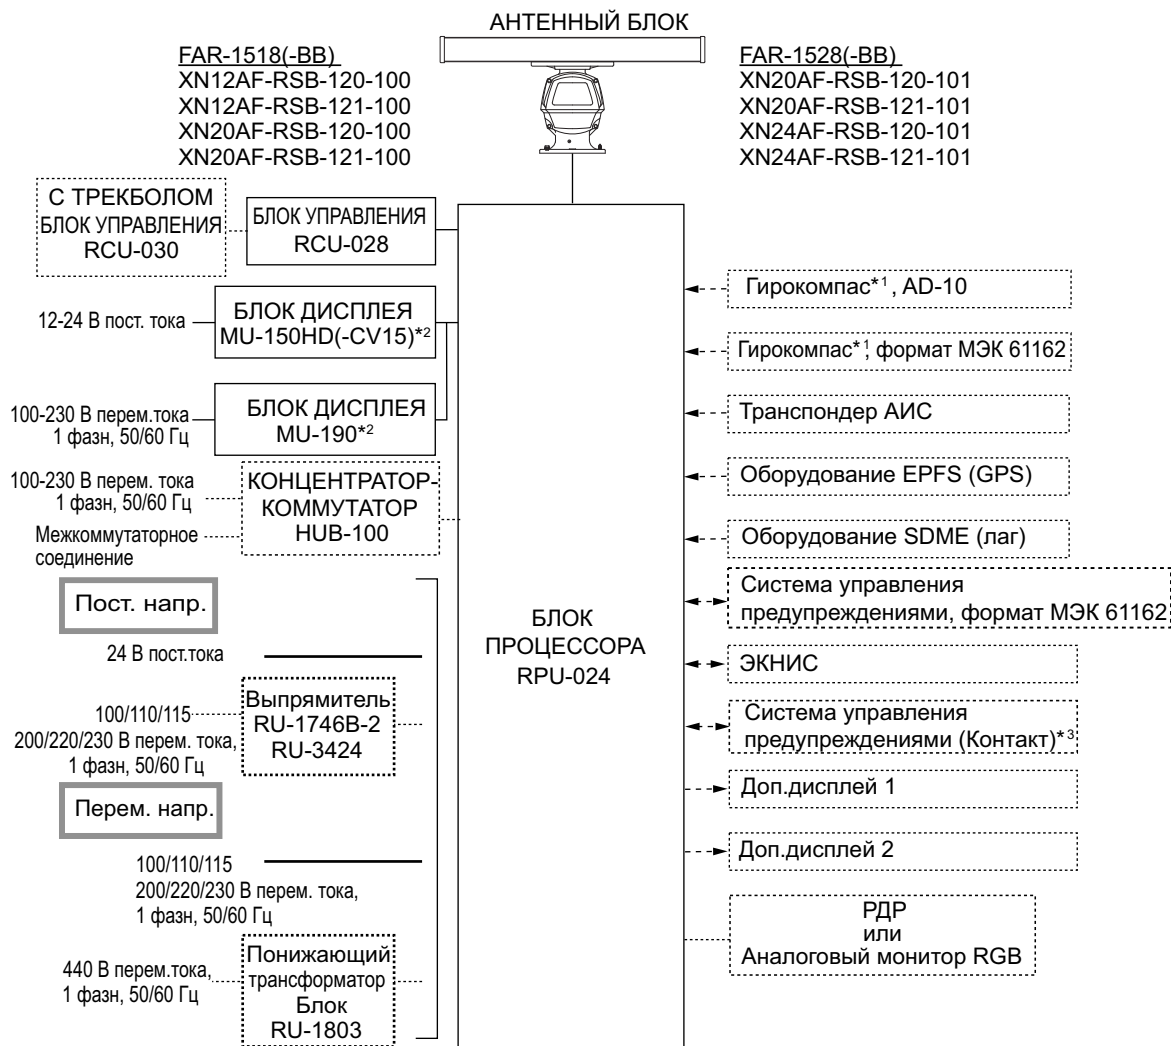 АНТЕННЫЙ БЛОК
FAR-1518(-BB)
XN12AF-RSB-120-100
XN12AF-RSB-121-100
XN20AF-RSB-120-100
XN20AF-RSB-121-100
FAR-1528(-BB)
XN20AF-RSB-120-101
XN20AF-RSB-121-101
XN24AF-RSB-120-101
XN24AF-RSB-121-101
С ТРЕКБОЛОМ
БЛОК УПРАВЛЕНИЯ
RCU-030
БЛОК УПРАВЛЕНИЯ
RCU-028
12-24 В пост. тока
БЛОК ДИСПЛЕЯ
MU-150HD(-CV15)*2
100-230 В перем.тока
1 фазн, 50/60 Гц
БЛОК ДИСПЛЕЯ
MU-190*2
100-230 В перем. тока
1 фазн, 50/60 Гц
Межкоммутаторное
соединение
КОНЦЕНТРАТОР-
КОММУТАТОР
HUB-100
Пост. напр.
24 В пост.тока
100/110/115
200/220/230 В перем. тока,
1 фазн, 50/60 Гц
Выпрямитель
RU-1746B-2
RU-3424
Перем. напр.
100/110/115
200/220/230 В перем. тока,
1 фазн, 50/60 Гц
440 В перем.тока,
1 фазн, 50/60 Гц
Понижающий
трансформатор
Блок
RU-1803
БЛОК
ПРОЦЕССОРА
RPU-024
Гирокомпас*1, AD-10
Гирокомпас*1, формат МЭК 61162
Транспондер АИС
Оборудование EPFS (GPS)
Оборудование SDME (лаг)
Система управления
предупреждениями, формат МЭК 61162
ЭКНИС
Система управления
предупреждениями (Контакт)*3
Доп.дисплей 1
Доп.дисплей 2
РДР
или
Аналоговый монитор RGB